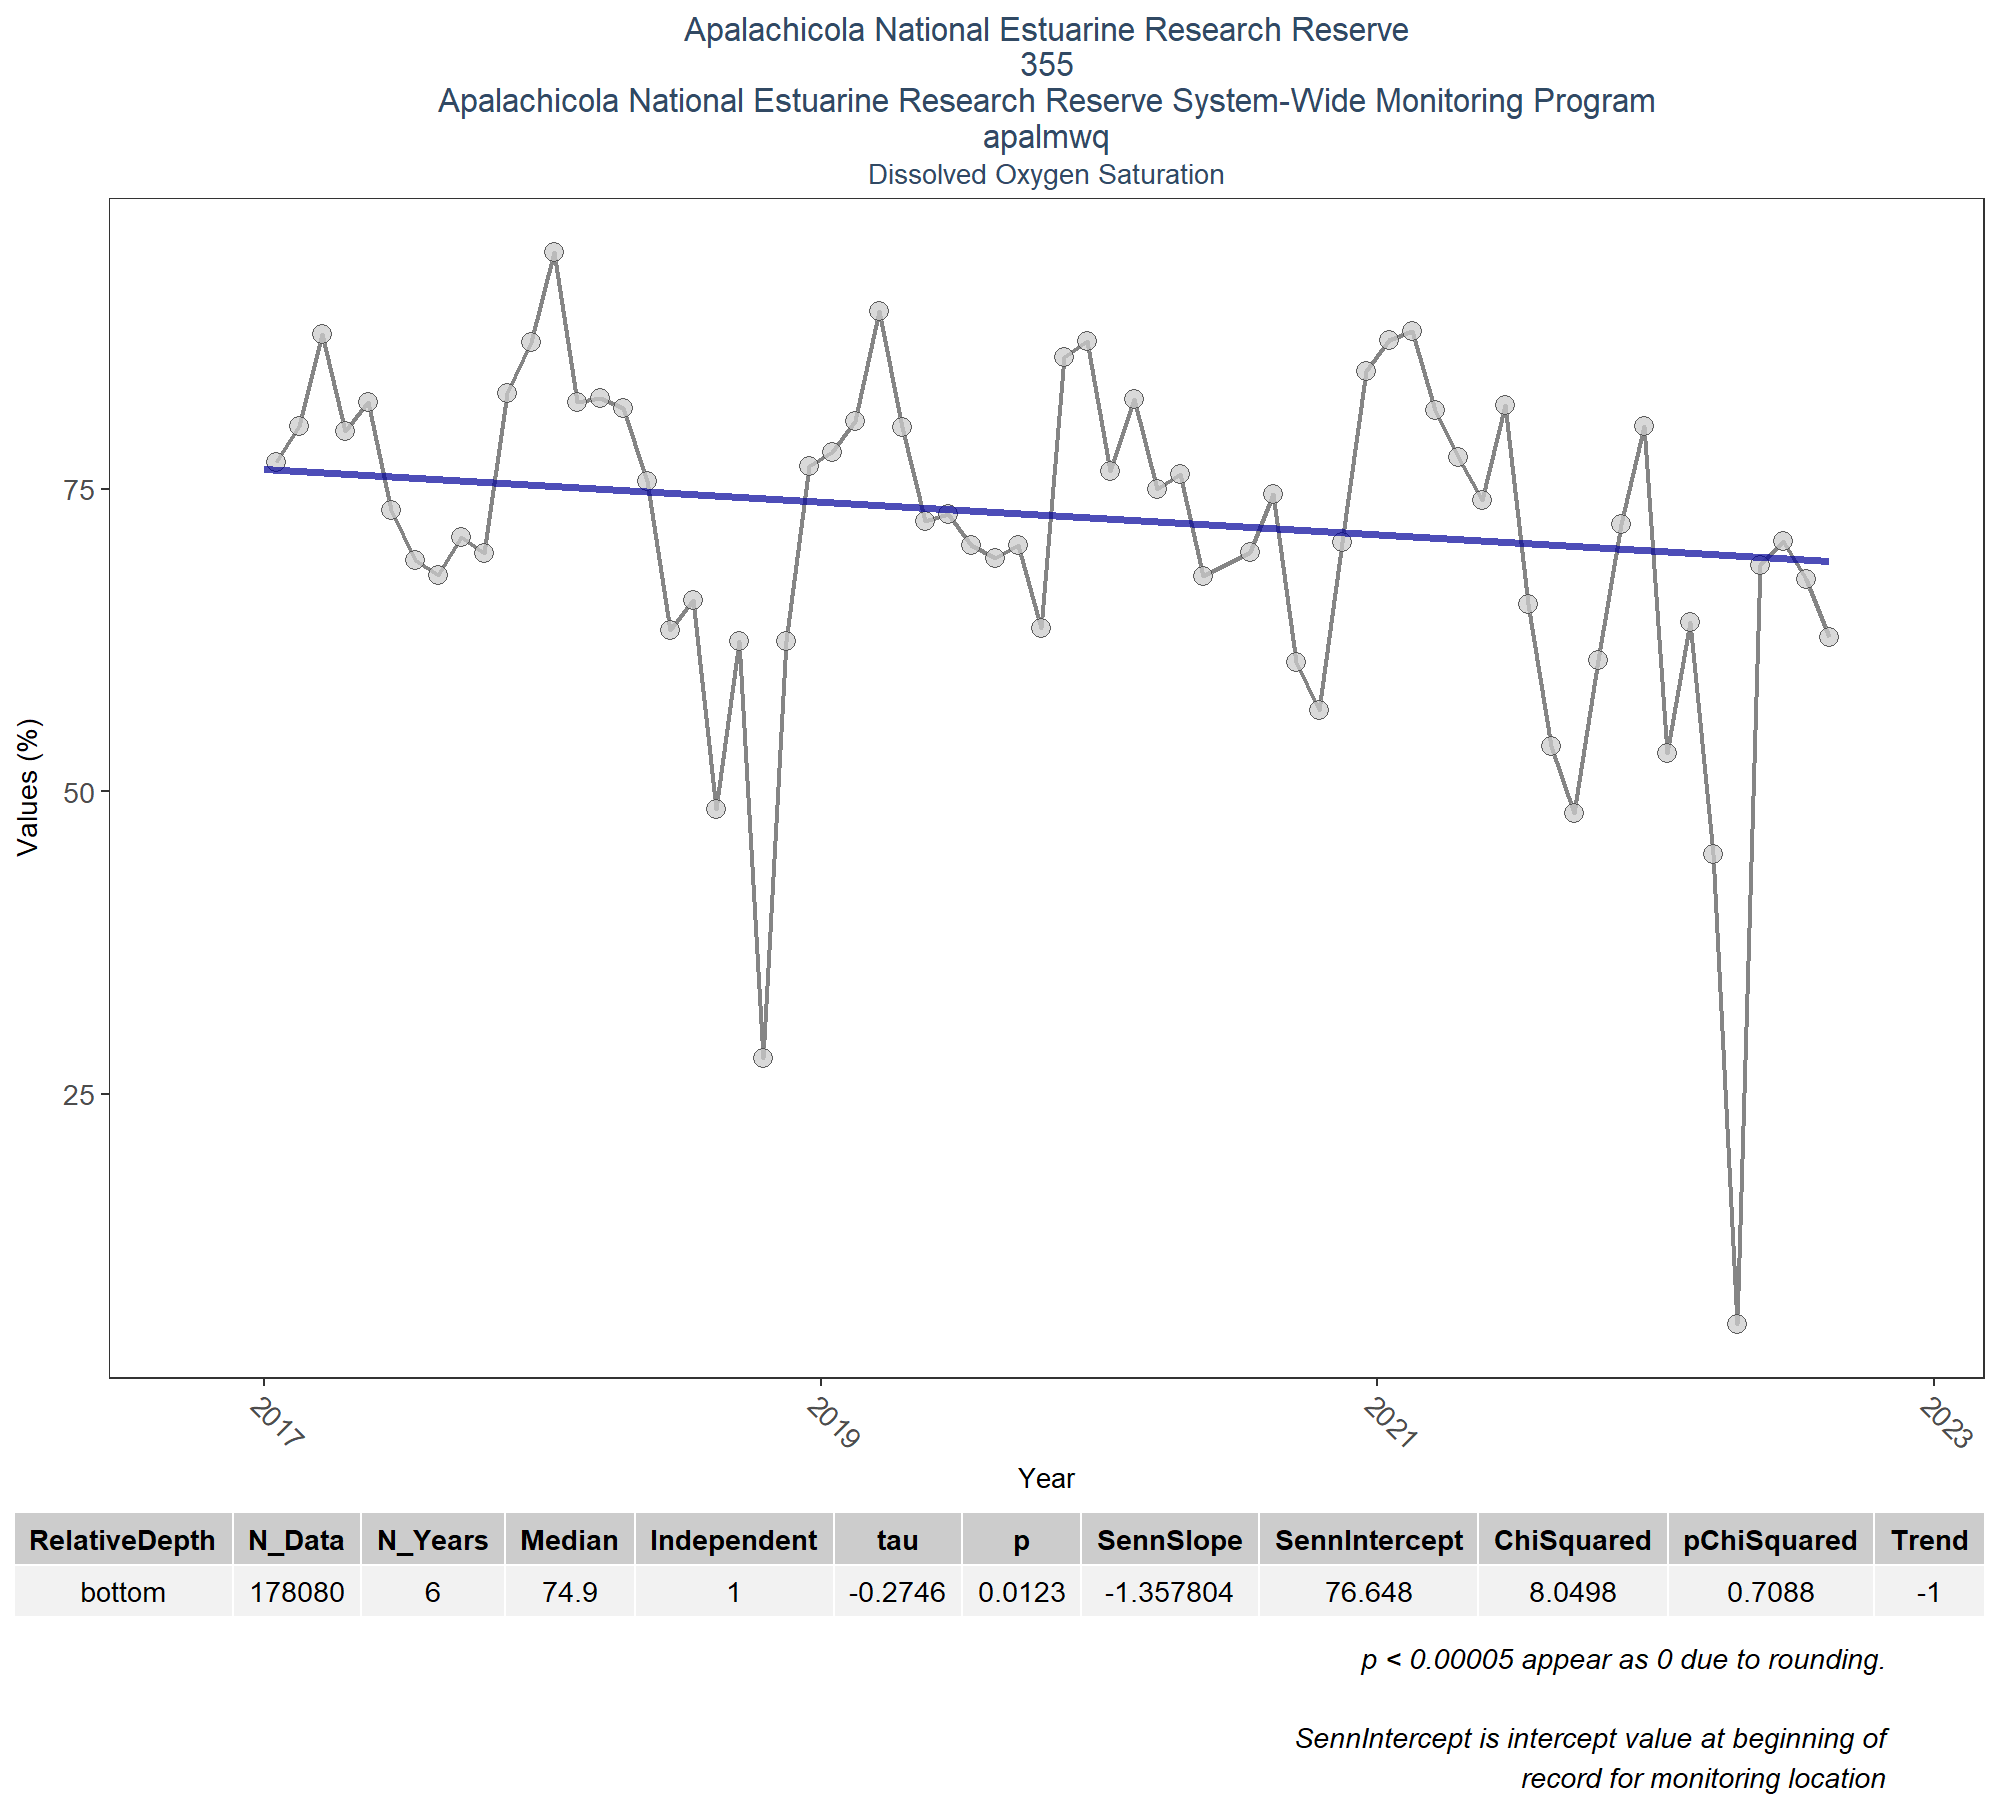 Apalachicola National Estuarine Research Reserve
355
Apalachicola National Estuarine Research Reserve System-Wide Monitoring Program
apalmwq
Dissolved Oxygen Saturation
Values (%)
75
50
25
2017
2019
2021
2023
Year
RelativeDepth N_Data N_Years Median Independent tau p SennSlope SennIntercept ChiSquared pChiSquared Trend
bottom 178080 6 74.9 1 -0.2746 0.0123 -1.357804 76.648 8.0498 0.7088 -1
p < 0.00005 appear as 0 due to rounding.
SennIntercept is intercept value at beginning of
record for monitoring location